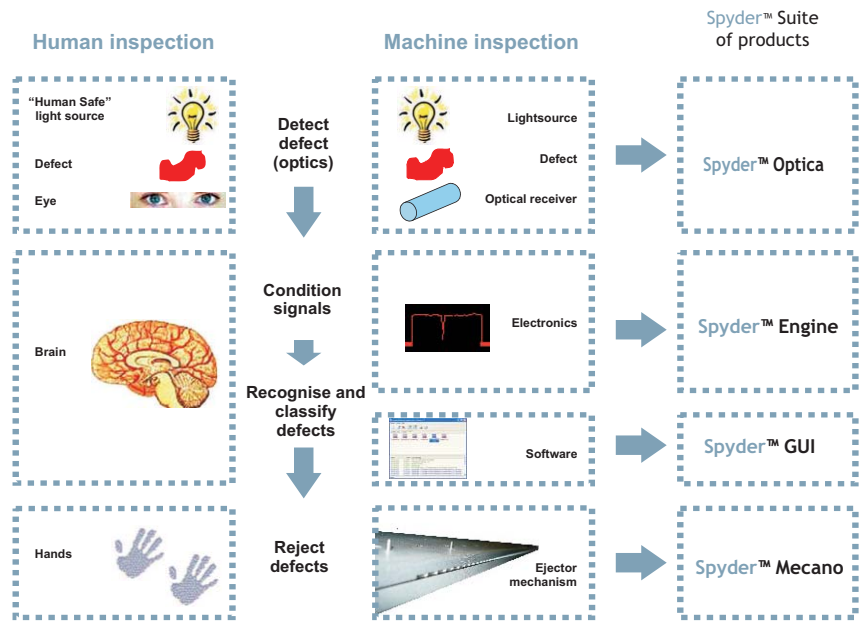 Human inspection
Machine inspection
Spyder™ Suite
of products
“Human Safe”
light source
Defect
Eye
Detect
defect
(optics)
Lightsource
Defect
Optical receiver
Spyder™ Optica
Brain
Condition
signals
Electronics
Spyder™ Engine
Recognise and
classify
defects
Software
Spyder™ GUI
Hands
Reject
defects
Ejector
mechanism
Spyder™ Mecano